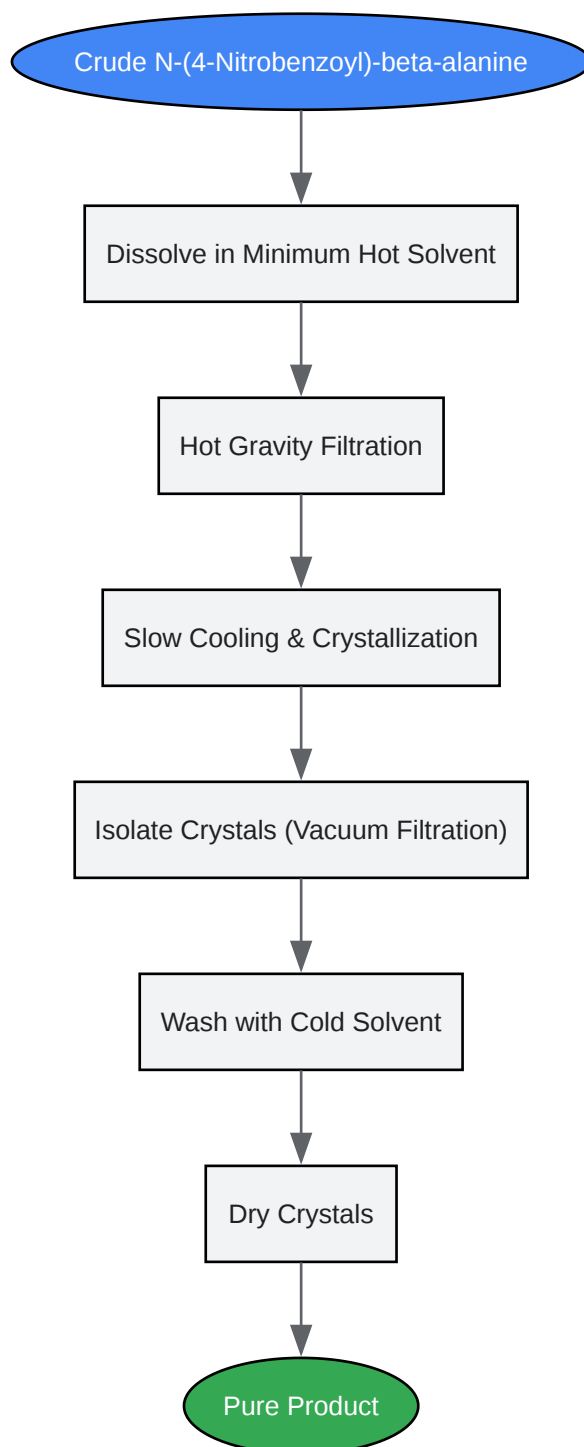 Crude N-(4-Nitrobenzoyl)-beta-alanine
Dissolve in Minimum Hot Solvent
Hot Gravity Filtration
Slow Cooling & Crystallization
Isolate Crystals (Vacuum Filtration)
Wash with Cold Solvent
Dry Crystals
Pure Product